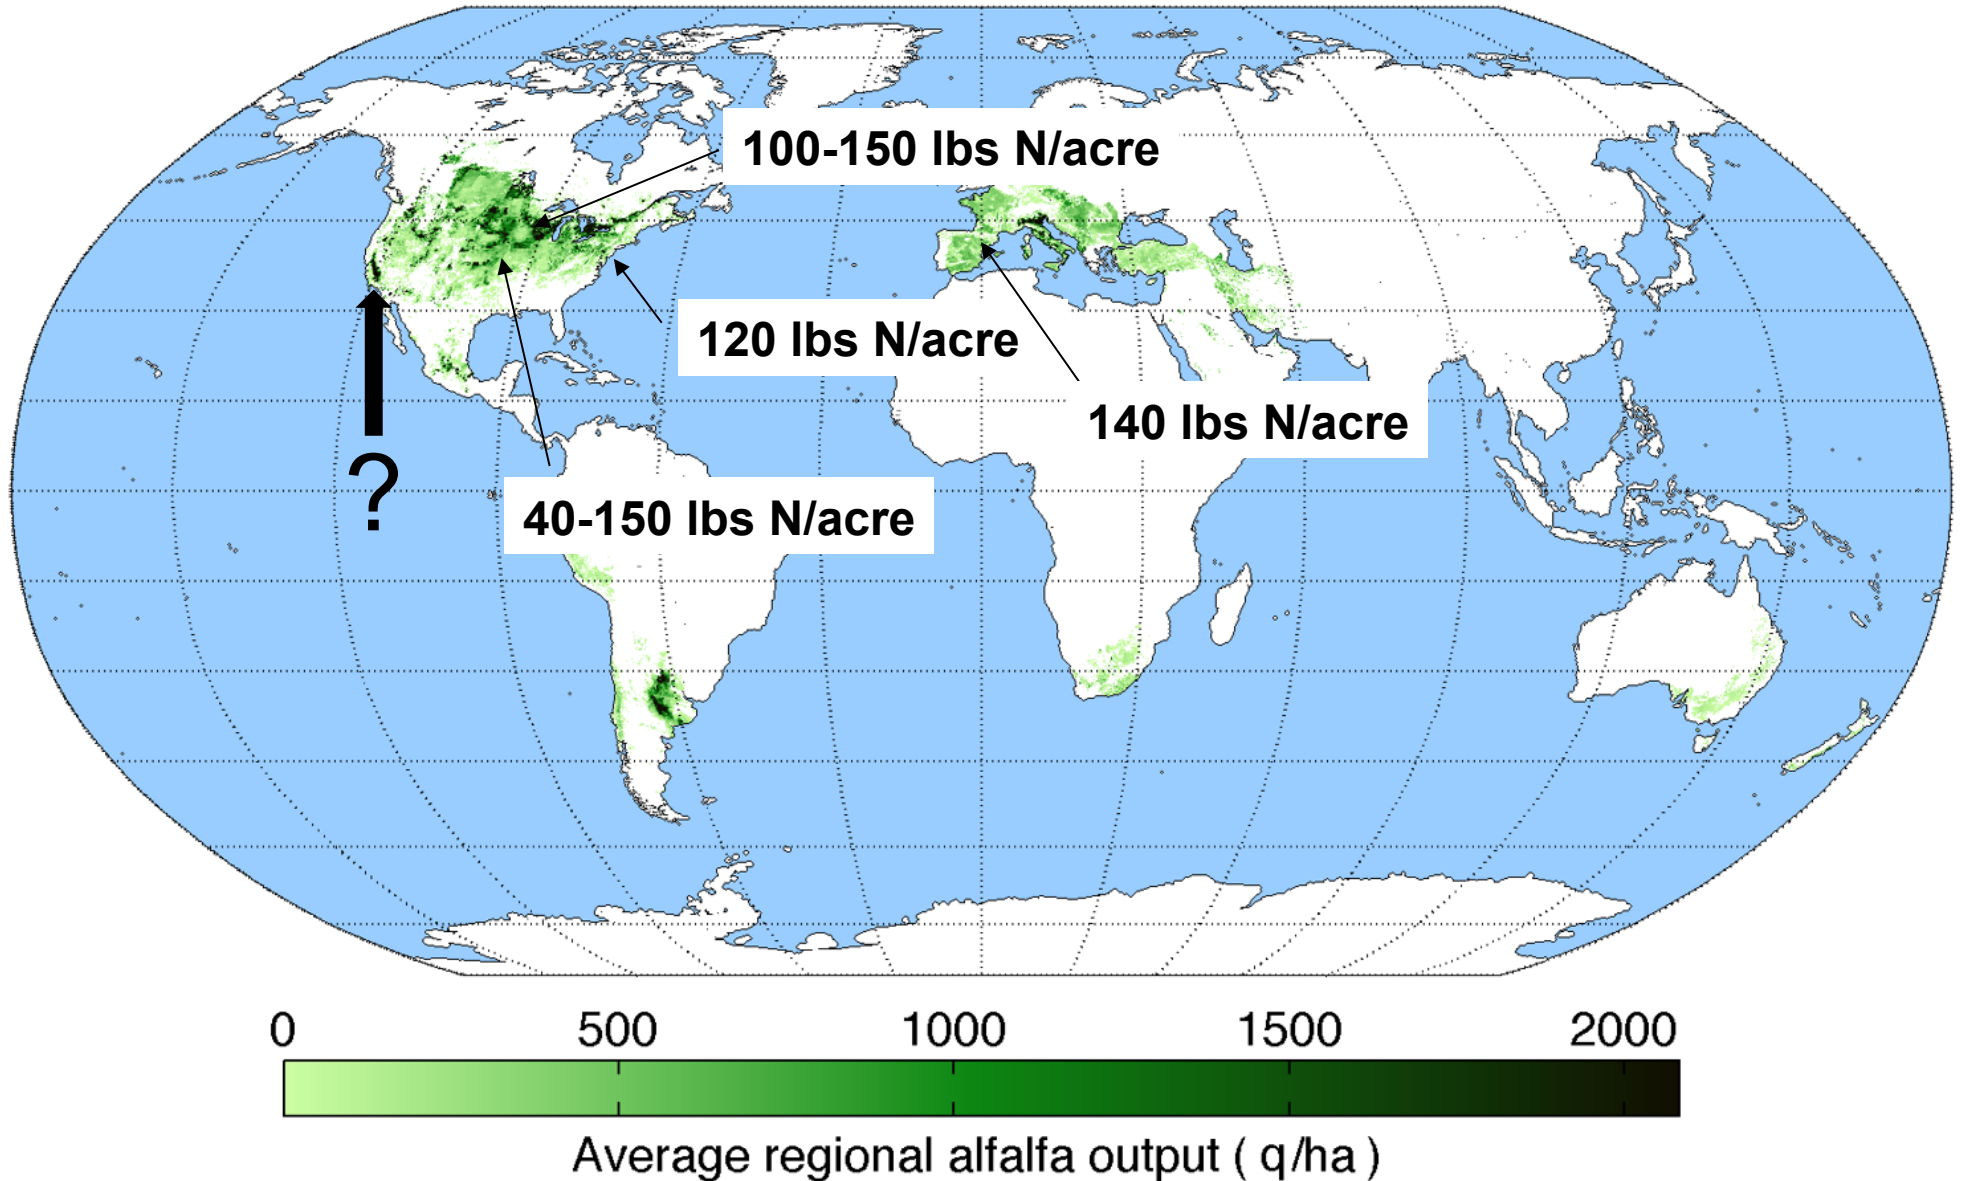 100-150 lbs N/acre
120 lbs N/acre
140 lbs N/acre
?
40-150 lbs N/acre
0 500 1000 1500 2000
Average regional alfalfa output ( q/ha )